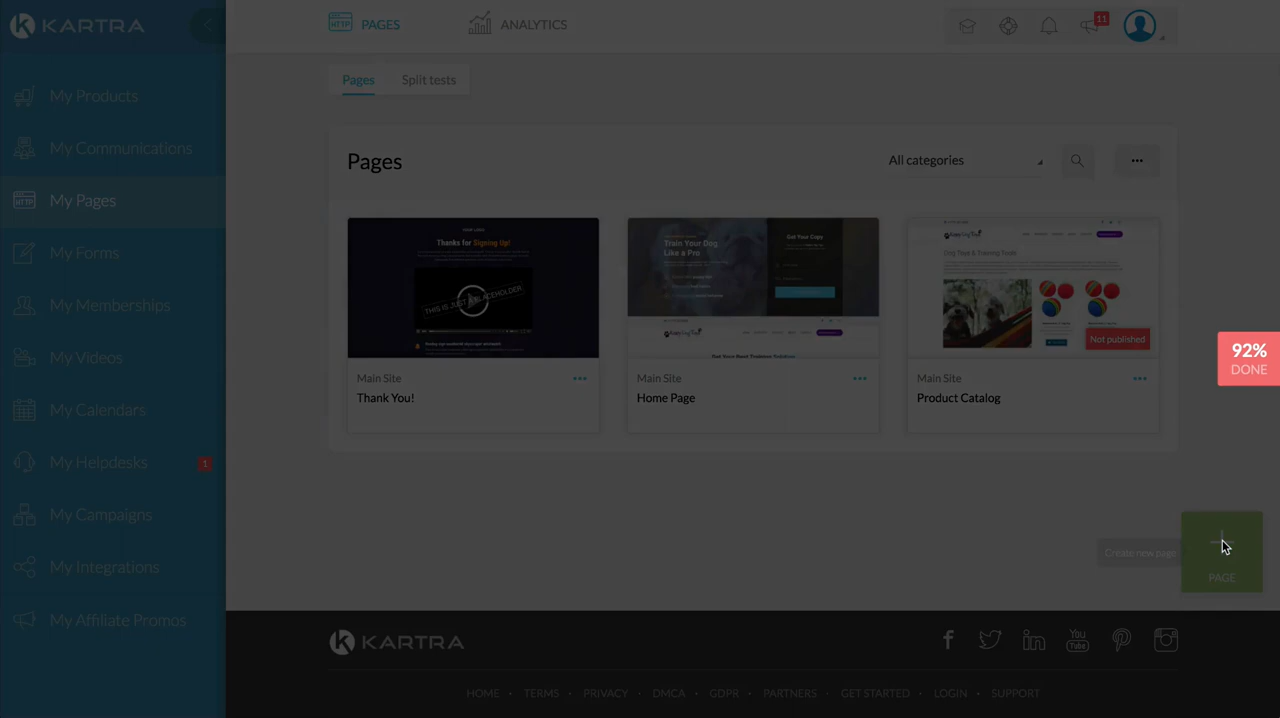 KARTRA
PAGES
ANALYTICS
11
My Products
My Communications
My Pages
My Forms
My Memberships
My Videos
My Calendars
My Helpdesks
1
My Campaigns
My Integrations
My Affiliate Promos
Pages
Split tests
Pages
All categories
Thanks for Signing Up!
THIS IS JUST A PLACEHOLDER
Main Site
Thank You!
Train Your Dog
Like a Pro
Get Your Copy
Main Site
Home Page
Dog Toys & Training Tools
Not published
Main Site
Product Catalog
92%
DONE
Create new page
PAGE
KARTRA
You
Tube
HOME • TERMS • PRIVACY • DMCA • GDPR • PARTNERS • GET STARTED • LOGIN • SUPPORT